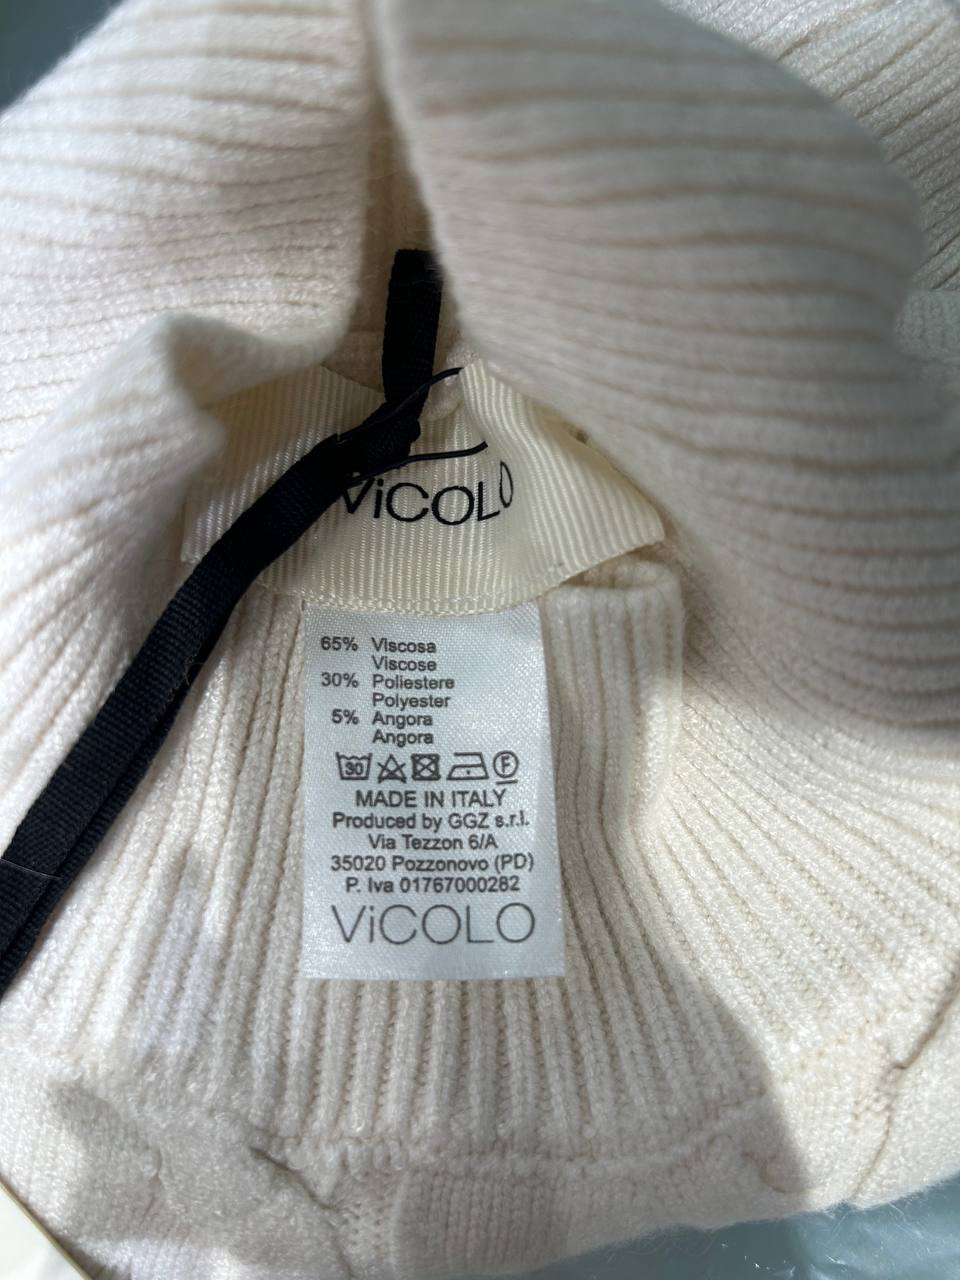 ViCOLO
65% Viscosa
Viscose
30% Poliestere
Polyester
5% Angora
Angora
30 F
MADE IN ITALY
Produced by GGZ s.r.l.
Via Tezzon 6/A
35020 Pozzonovo (PD)
P. Iva 01767000282
ViCOLO